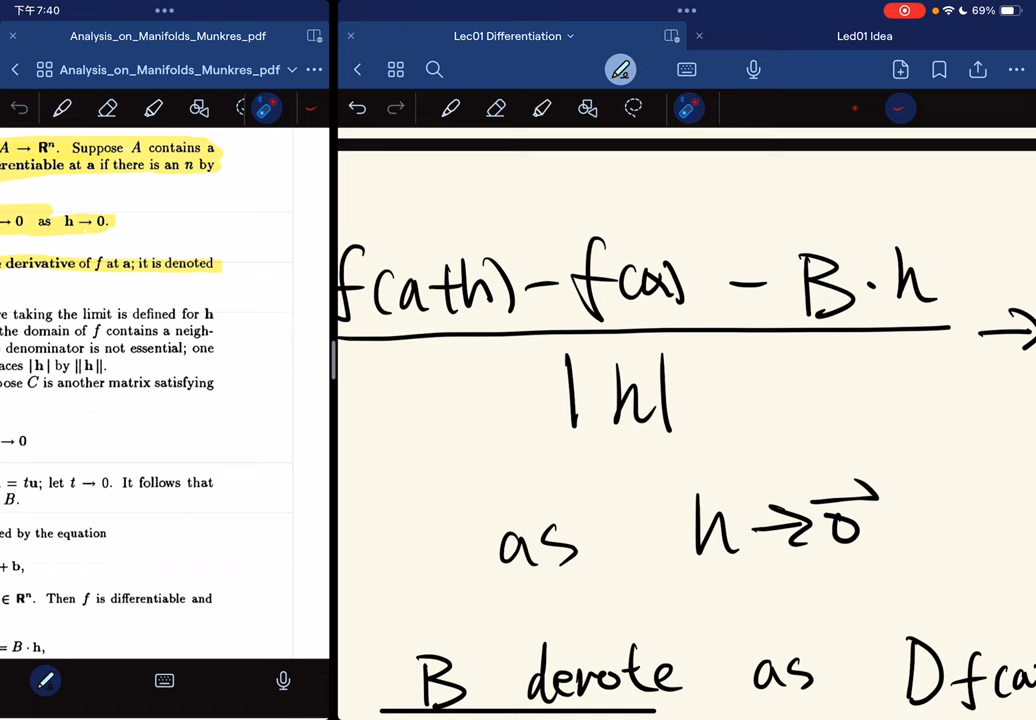 下午7:40
69%
Analysis_on_Manifolds_Munkres_pdf
Lec01 Differentiation
Led01 Idea
Analysis_on_Manifolds_Munkres_pdf
A → Rⁿ. Suppose A contains a
erentiable at a if there is an n by
→ 0 as h → 0.
e derivative of f at a; it is denoted
re taking the limit is defined for h
the domain of f contains a neigh-
e denominator is not essential; one
aces |h| by ‖h‖.
pose C is another matrix satisfying
→ 0
= tu; let t → 0. It follows that
B.
ed by the equation
+ b,
∈ Rⁿ. Then f is differentiable and
= B · h,
f(a+h) - f(a) - B · h →
|h|
as h → 0⃗
B denote as Df(a